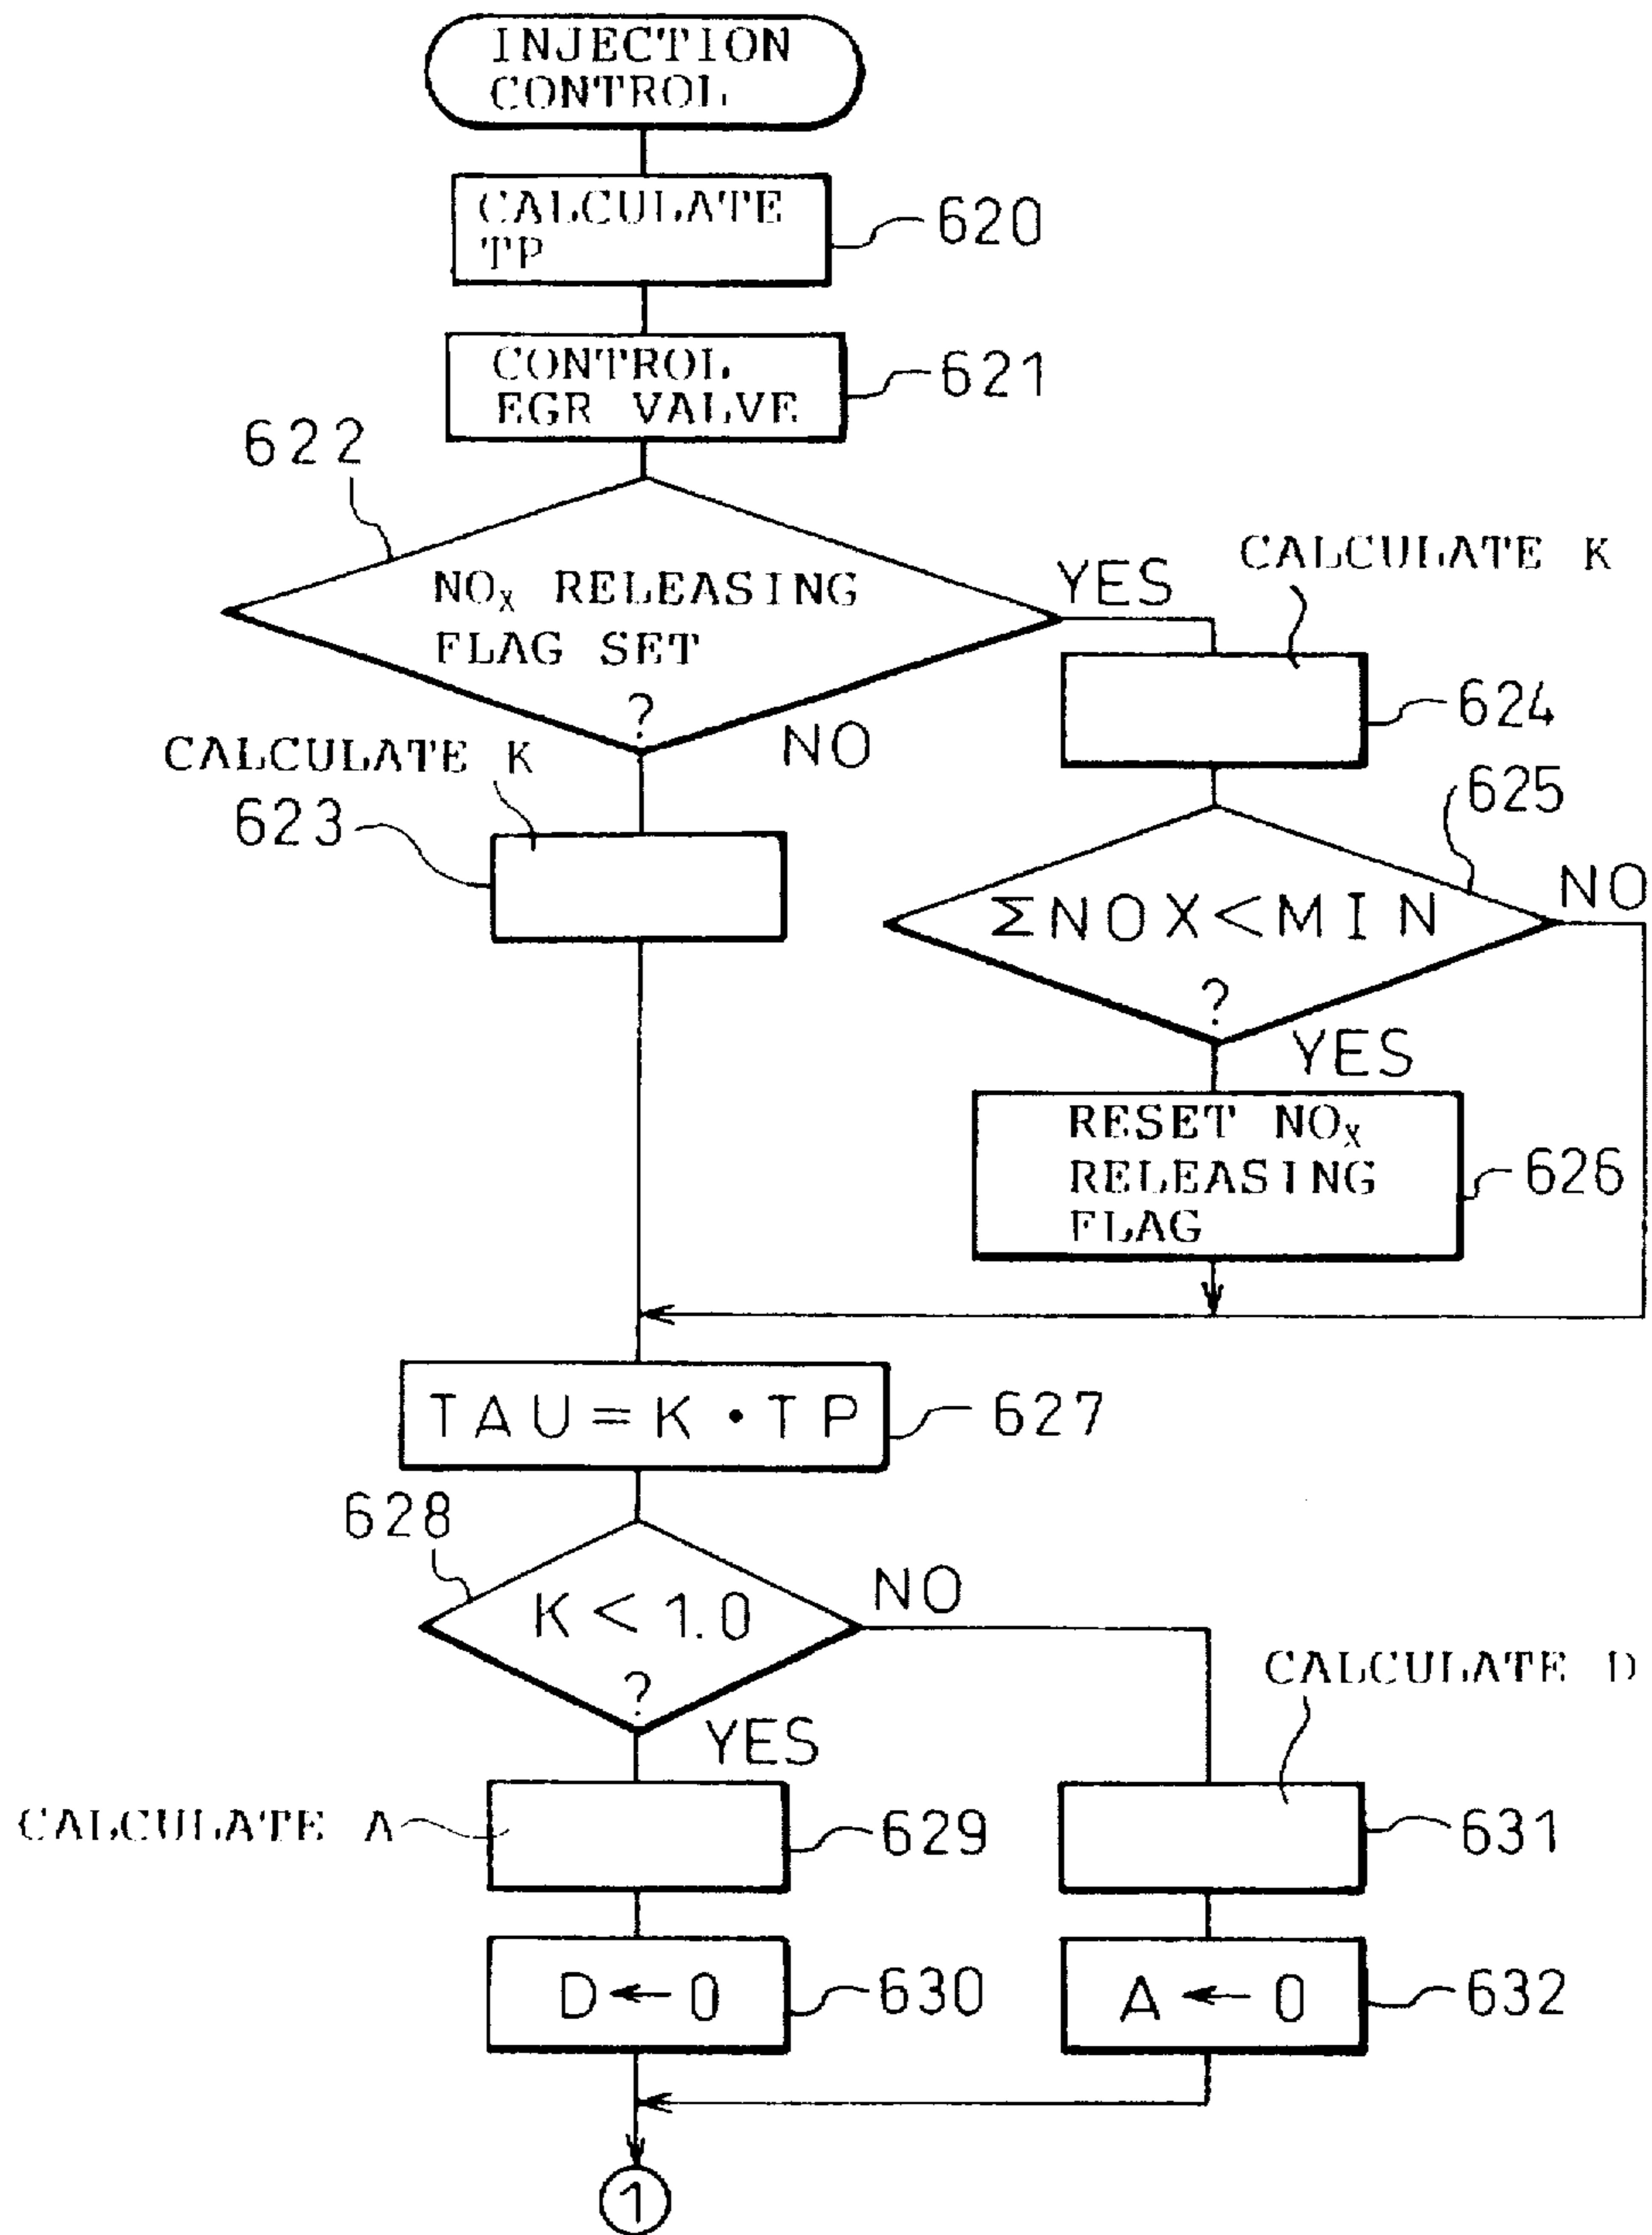 INJECTION
CONTROL
CALCULATE
TP
620
CONTROL
EGR VALVE
621
622
NOx RELEASING
FLAG SET
?
YES
NO
CALCULATE K
624
CALCULATE K
623
625
ΣNOX<MIN
?
NO
YES
RESET NOx
RELEASING
FLAG
626
TAU=K•TP
627
628
K<1.0
?
NO
YES
CALCULATE D
CALCULATE A
629
631
D←0
630
A←0
632
1